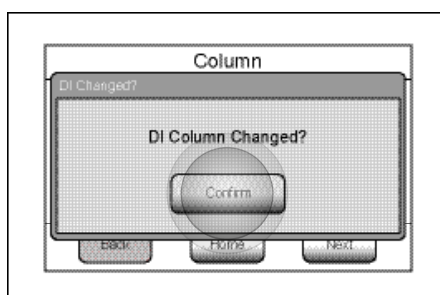 Column
DI Changed?
DI Column Changed?
Confirm
Back Home Next